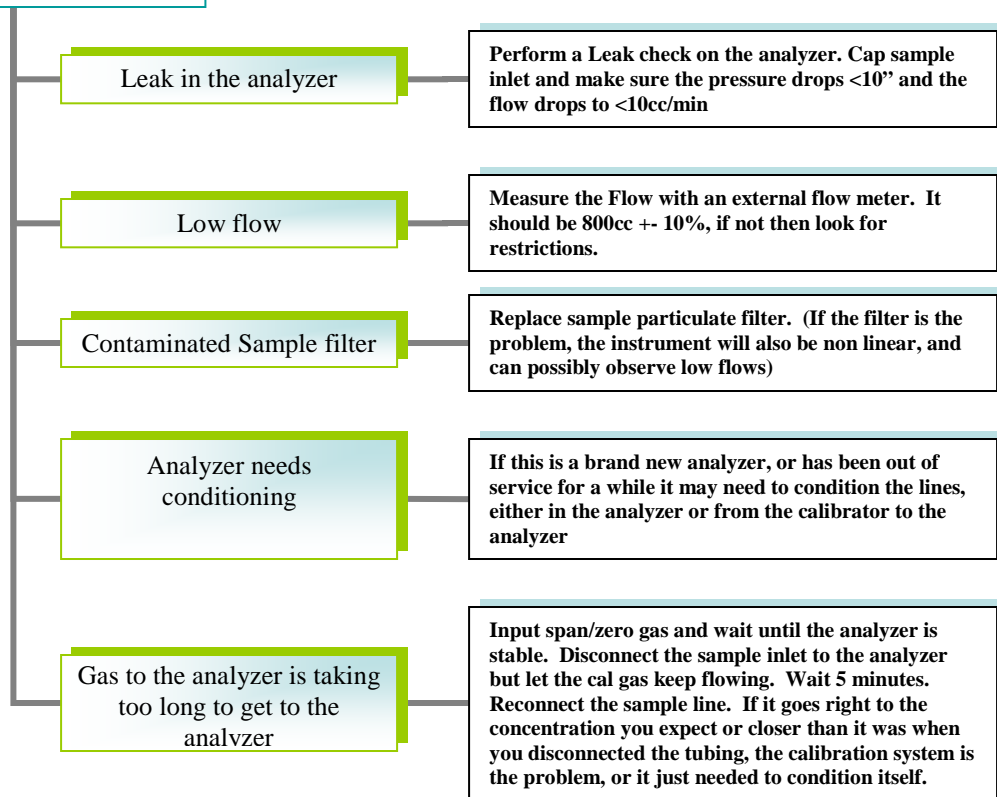 Leak in the analyzer
Perform a Leak check on the analyzer. Cap sample
inlet and make sure the pressure drops <10” and the
flow drops to <10cc/min
Low flow
Measure the Flow with an external flow meter. It
should be 800cc +- 10%, if not then look for
restrictions.
Contaminated Sample filter
Replace sample particulate filter. (If the filter is the
problem, the instrument will also be non linear, and
can possibly observe low flows)
Analyzer needs
conditioning
If this is a brand new analyzer, or has been out of
service for a while it may need to condition the lines,
either in the analyzer or from the calibrator to the
analyzer
Gas to the analyzer is taking
too long to get to the
analyzer
Input span/zero gas and wait until the analyzer is
stable. Disconnect the sample inlet to the analyzer
but let the cal gas keep flowing. Wait 5 minutes.
Reconnect the sample line. If it goes right to the
concentration you expect or closer than it was when
you disconnected the tubing, the calibration system is
the problem, or it just needed to condition itself.